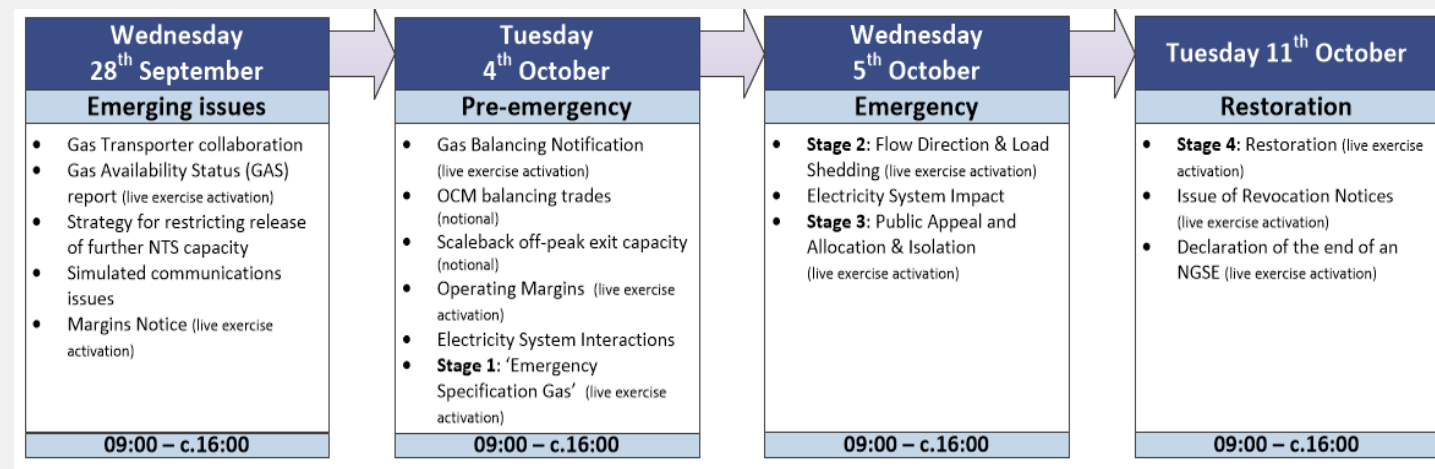 Wednesday
28th September
Emerging issues
• Gas Transporter collaboration
• Gas Availability Status (GAS)
report (live exercise activation)
• Strategy for restricting release
of further NTS capacity
• Simulated communications
issues
• Margins Notice (live exercise
activation)
09:00 – c.16:00
Tuesday
4th October
Pre-emergency
• Gas Balancing Notification
(live exercise activation)
• OCM balancing trades
(notional)
• Scaleback off-peak exit capacity
(notional)
• Operating Margins (live exercise
activation)
• Electricity System Interactions
• Stage 1: ‘Emergency
Specification Gas’ (live exercise
activation)
09:00 – c.16:00
Wednesday
5th October
Emergency
• Stage 2: Flow Direction & Load
Shedding (live exercise activation)
• Electricity System Impact
• Stage 3: Public Appeal and
Allocation & Isolation
(live exercise activation)
09:00 – c.16:00
Tuesday 11th October
Restoration
• Stage 4: Restoration (live exercise
activation)
• Issue of Revocation Notices
(live exercise activation)
• Declaration of the end of an
NGSE (live exercise activation)
09:00 – c.16:00